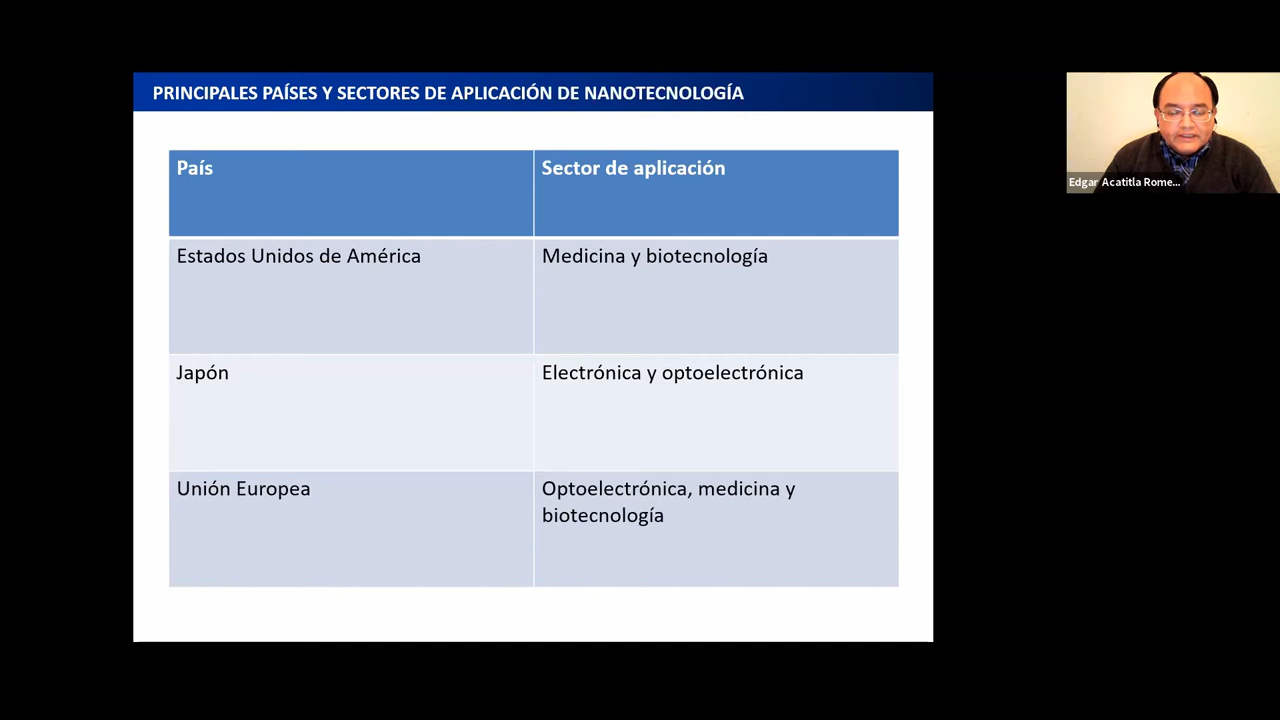 PRINCIPALES PAÍSES Y SECTORES DE APLICACIÓN DE NANOTECNOLOGÍA
País
Sector de aplicación
Estados Unidos de América
Medicina y biotecnología
Japón
Electrónica y optoelectrónica
Unión Europea
Optoelectrónica, medicina y
biotecnología
Edgar Acatitla Rome...